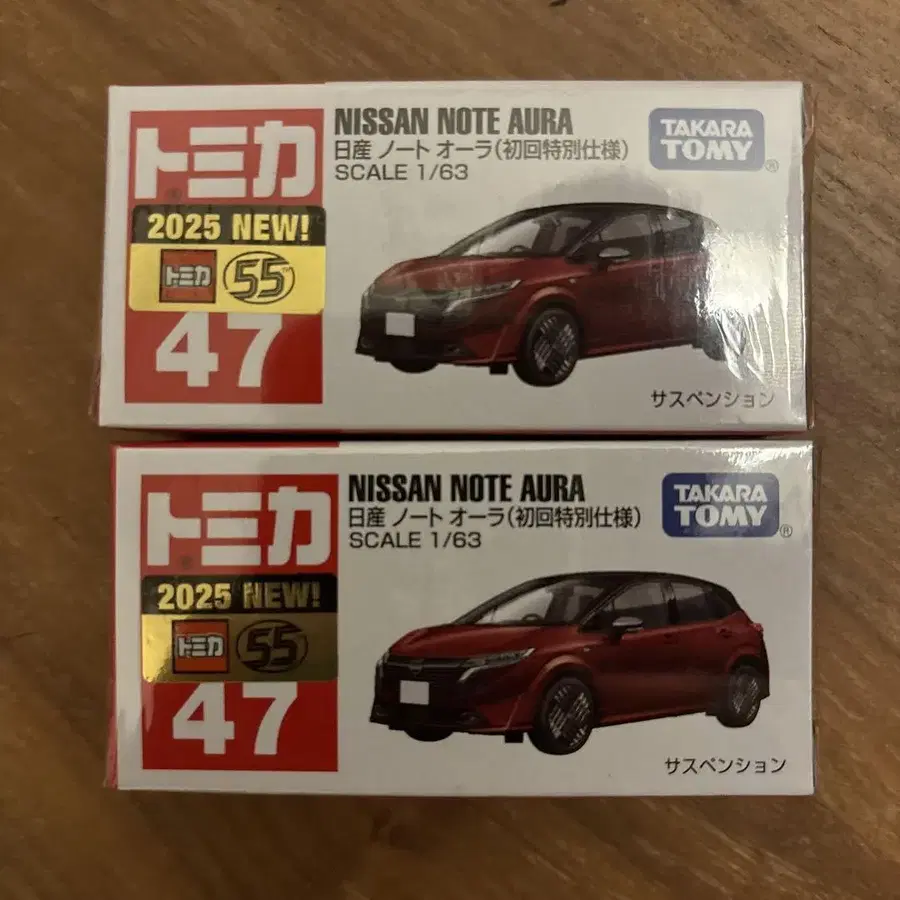 トミカ
2025 NEW!
トミカ 55TM
47
NISSAN NOTE AURA
日産 ノート オーラ(初回特別仕様)
SCALE 1/63
TAKARA
TOMY®
サスペンション
トミカ
2025 NEW!
トミカ 55
47
NISSAN NOTE AURA
日産 ノート オーラ(初回特別仕様)
SCALE 1/63
TAKARA
TOMY®
サスペンション